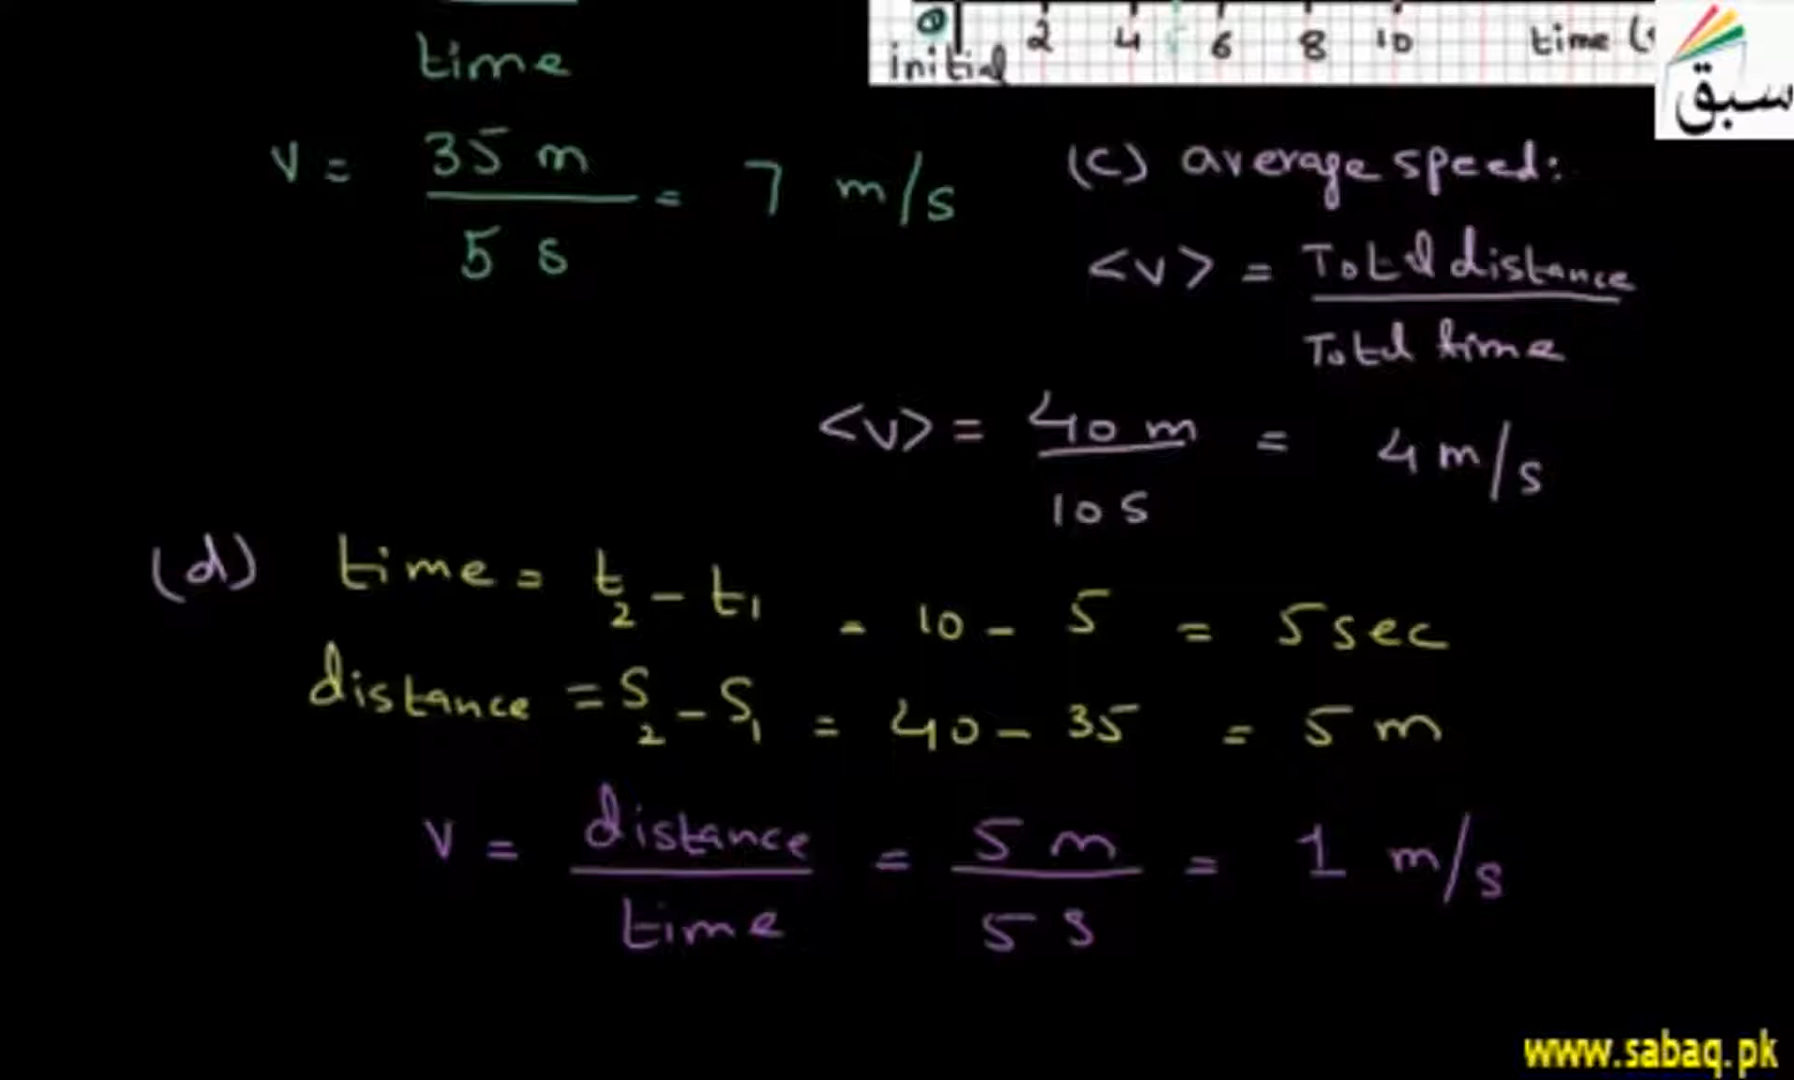 time
0 2 4 6 8 10 time (
initial
سبق
V = 35 m / 5 s = 7 m/s
(c) average speed:
<v> = Total distance / Total time
<v> = 40 m / 10 s = 4 m/s
(d) time = t2 - t1 = 10 - 5 = 5 sec
distance = S2 - S1 = 40 - 35 = 5 m
V = distance / time = 5 m / 5 s = 1 m/s
www.sabaq.pk